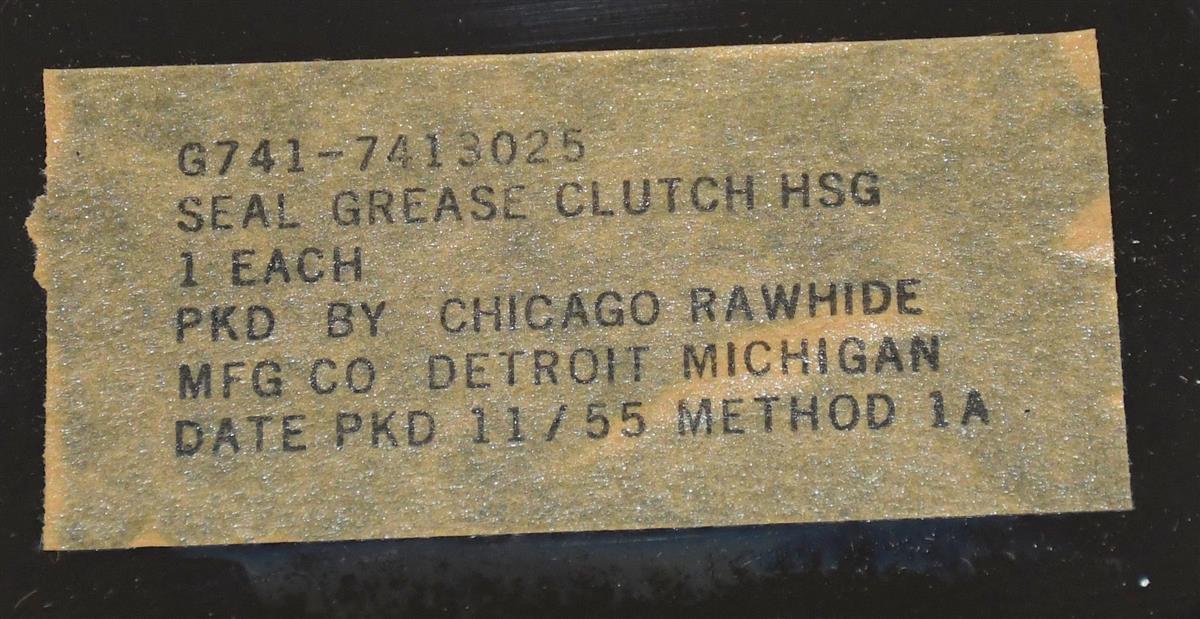 G741-7413025
SEAL GREASE CLUTCH HSG
1 EACH
PKD BY CHICAGO RAWHIDE
MFG CO DETROIT MICHIGAN
DATE PKD 11/55 METHOD 1A